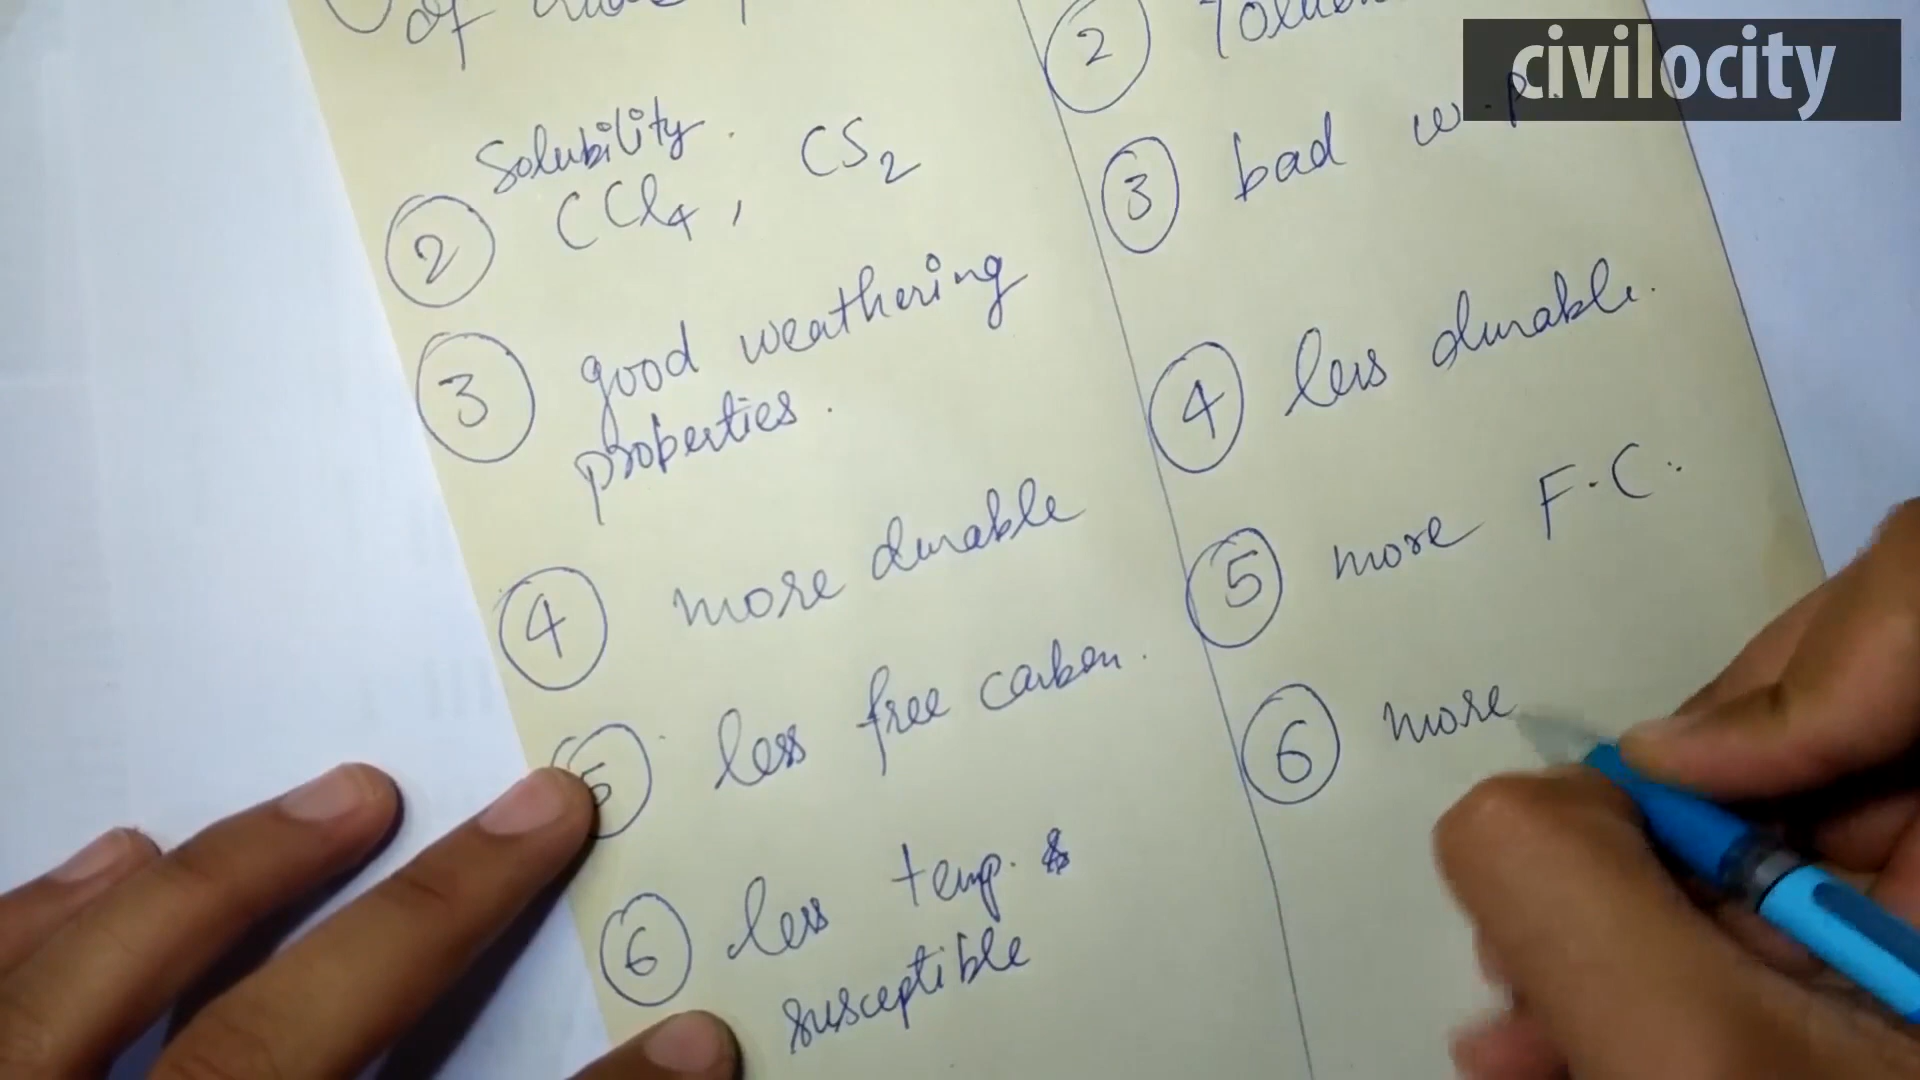 of
Solubility.
② CCl4, CS2
③ good weathering
properties.
④ more durable
⑤ less free carbon.
⑥ less temp. s
susceptible
②
③ bad w.p.
④ less durable.
⑤ more F.C.
⑥ more
civilocity